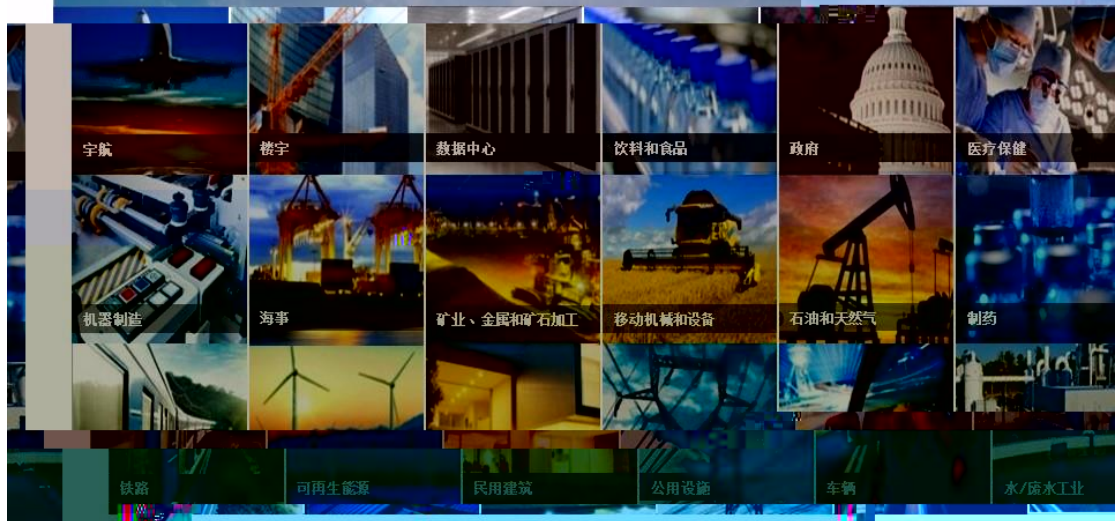 宇航
楼宇
数据中心
饮料和食品
政府
医疗保健
机器制造
海事
矿业、金属和矿石加工
移动机械和设备
石油和天然气
制药
铁路
可再生能源
民用建筑
公用设施
车辆
水/废水工业